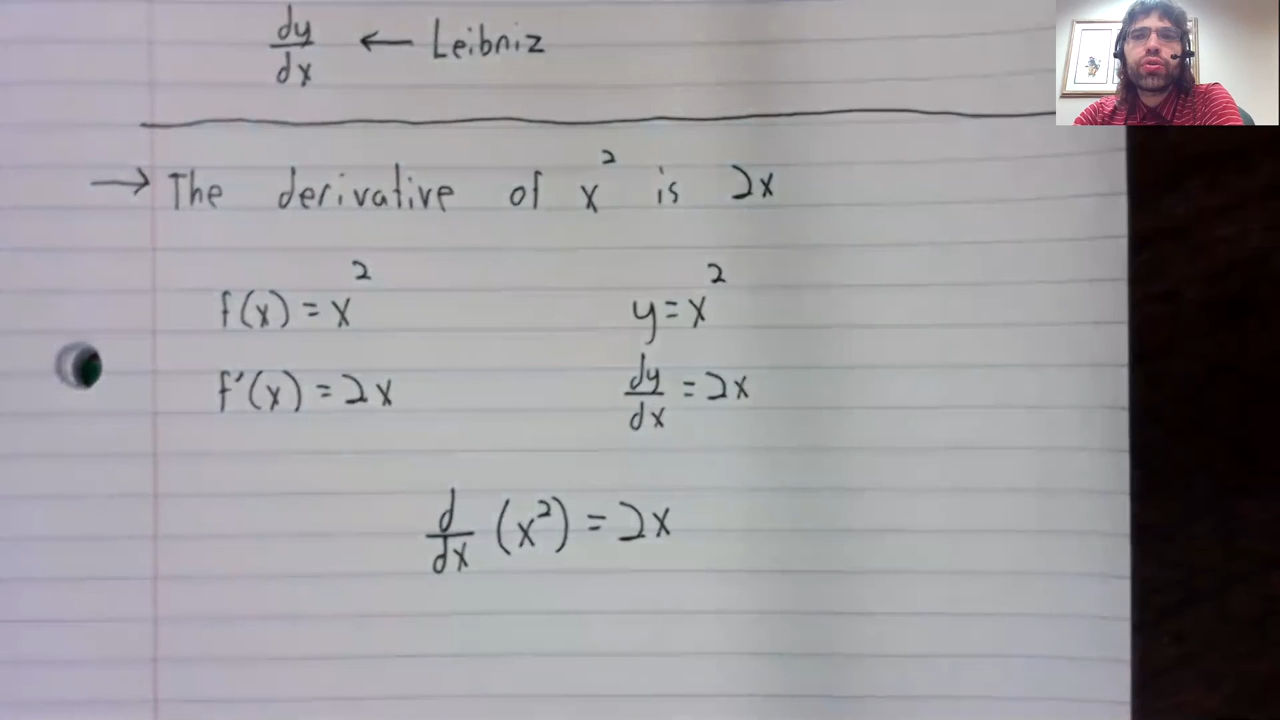 dy/dx ← Leibniz
→ The derivative of x² is 2x
f(x) = x² y = x²
f'(x) = 2x dy/dx = 2x
d/dx (x²) = 2x